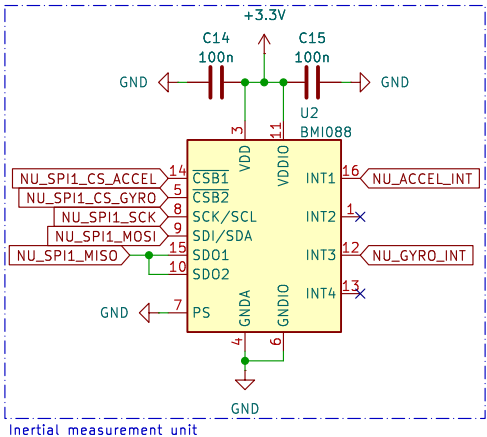 +3.3V
C14
100n
C15
100n
GND
GND
U2
BMI088
3
11
VDD
VDDIO
NU_SPI1_CS_ACCEL
14
CSB1
INT1
16
NU_ACCEL_INT
NU_SPI1_CS_GYRO
5
CSB2
NU_SPI1_SCK
8
SCK/SCL
INT2
1
NU_SPI1_MOSI
9
SDI/SDA
NU_SPI1_MISO
15
SDO1
INT3
12
NU_GYRO_INT
10
SDO2
INT4
13
GND
7
PS
GNDA
GNDIO
4
6
GND
Inertial measurement unit